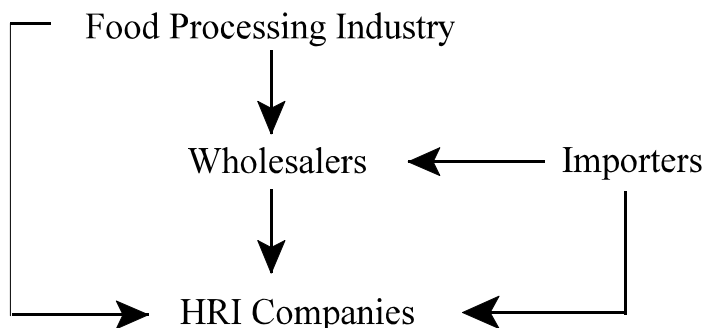 Food Processing Industry
Wholesalers
Importers
HRI Companies